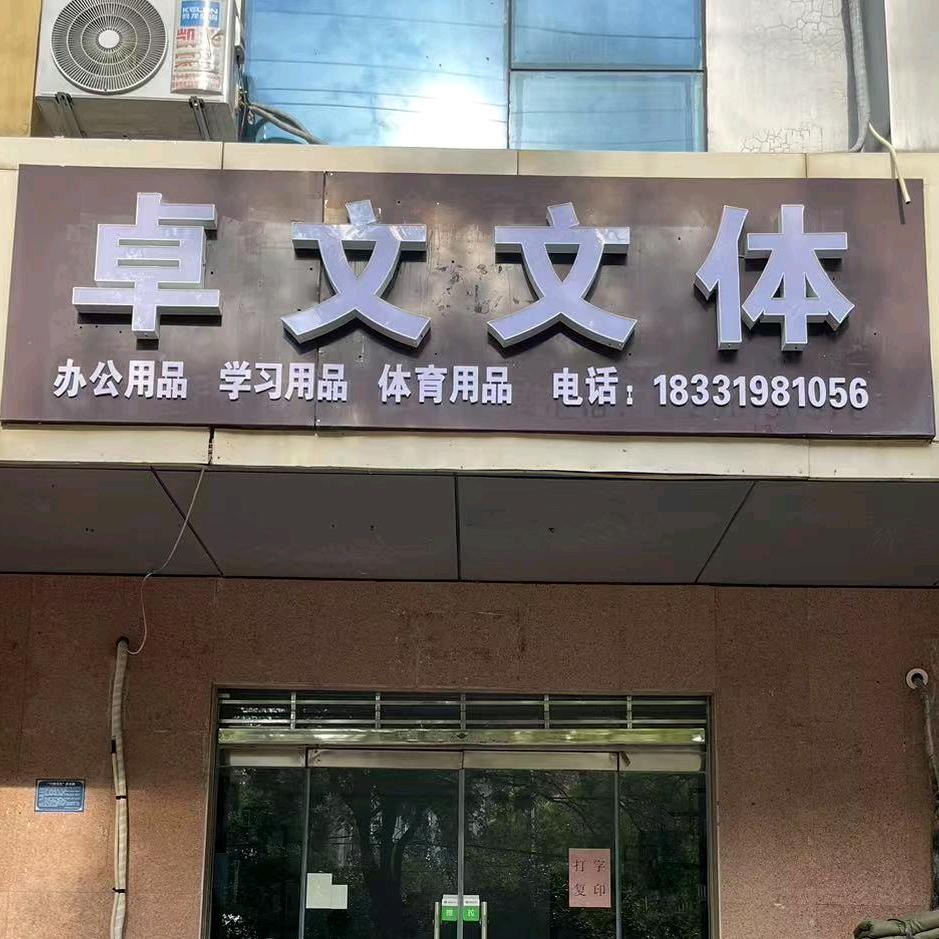 KELON
卓文文体
办公用品 学习用品 体育用品 电话：18331981056
打字
复印
推 拉